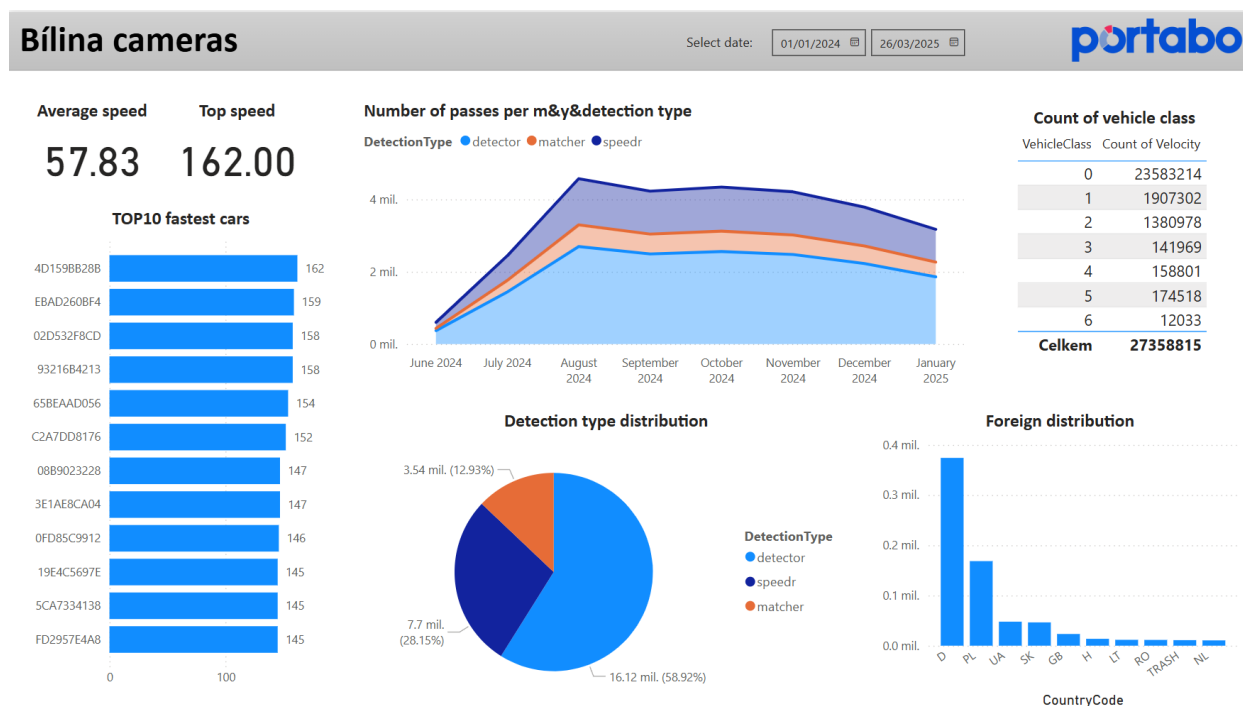 Bílina cameras
Select date:
01/01/2024
26/03/2025
portabo
Average speed
57.83
Top speed
162.00
TOP10 fastest cars
4D159BB28B 162
EBAD260BF4 159
02D532F8CD 158
93216B4213 158
65BEAAD056 154
C2A7DD8176 152
08B9023228 147
3E1AE8CA04 147
0FD85C9912 146
19E4C5697E 145
5CA7334138 145
FD2957E4A8 145
0 100
Number of passes per m&y&detection type
DetectionType detector matcher speedr
4 mil.
2 mil.
0 mil.
June 2024
July 2024
August 2024
September 2024
October 2024
November 2024
December 2024
January 2025
Count of vehicle class
VehicleClass Count of Velocity
0 23583214
1 1907302
2 1380978
3 141969
4 158801
5 174518
6 12033
Celkem 27358815
Detection type distribution
3.54 mil. (12.93%)
7.7 mil.
(28.15%)
16.12 mil. (58.92%)
DetectionType
detector
speedr
matcher
Foreign distribution
0.4 mil.
0.3 mil.
0.2 mil.
0.1 mil.
0.0 mil.
D PL UA SK GB H LT RO TRASH NL
CountryCode